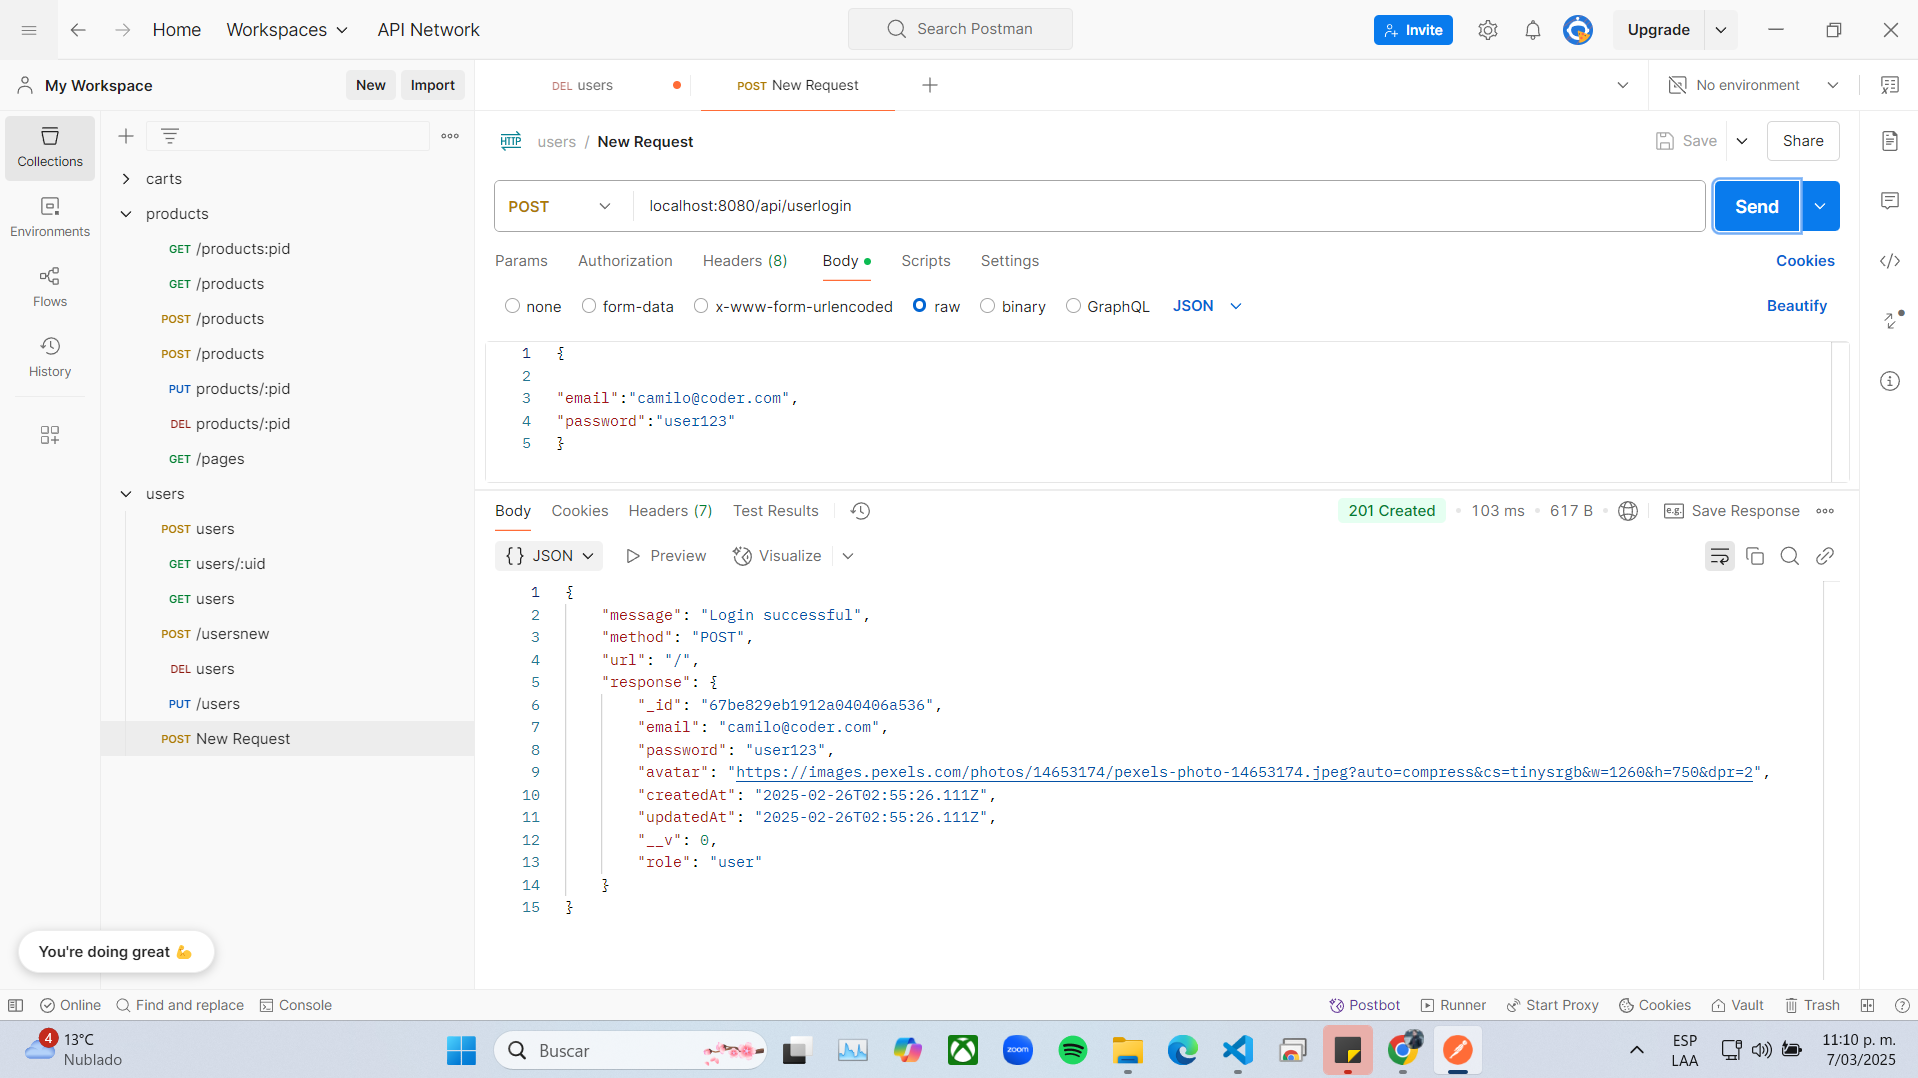 Home
Workspaces
API Network
Search Postman
Invite
Upgrade
My Workspace
New
Import
DEL users
POST New Request
No environment
Collections
Environments
Flows
History
carts
products
GET /products:pid
GET /products
POST /products
POST /products
PUT products/:pid
DEL products/:pid
GET /pages
users
POST users
GET users/:uid
GET users
POST /usersnew
DEL users
PUT /users
POST New Request
You're doing great 💪
HTTP users / New Request
Save
Share
POST
localhost:8080/api/userlogin
Send
Params
Authorization
Headers (8)
Body
Scripts
Settings
Cookies
none
form-data
x-www-form-urlencoded
raw
binary
GraphQL
JSON
Beautify
1 {
2
3 "email":"camilo@coder.com",
4 "password":"user123"
5 }
Body
Cookies
Headers (7)
Test Results
201 Created
103 ms
617 B
e.g. Save Response
{} JSON
Preview
Visualize
1 {
2 "message": "Login successful",
3 "method": "POST",
4 "url": "/",
5 "response": {
6 "_id": "67be829eb1912a040406a536",
7 "email": "camilo@coder.com",
8 "password": "user123",
9 "avatar": "https://images.pexels.com/photos/14653174/pexels-photo-14653174.jpeg?auto=compress&cs=tinysrgb&w=1260&h=750&dpr=2",
10 "createdAt": "2025-02-26T02:55:26.111Z",
11 "updatedAt": "2025-02-26T02:55:26.111Z",
12 "__v": 0,
13 "role": "user"
14 }
15 }
Online
Find and replace
Console
Postbot
Runner
Start Proxy
Cookies
Vault
Trash
4
13°C
Nublado
Buscar
zoom
ESP
LAA
11:10 p. m.
7/03/2025